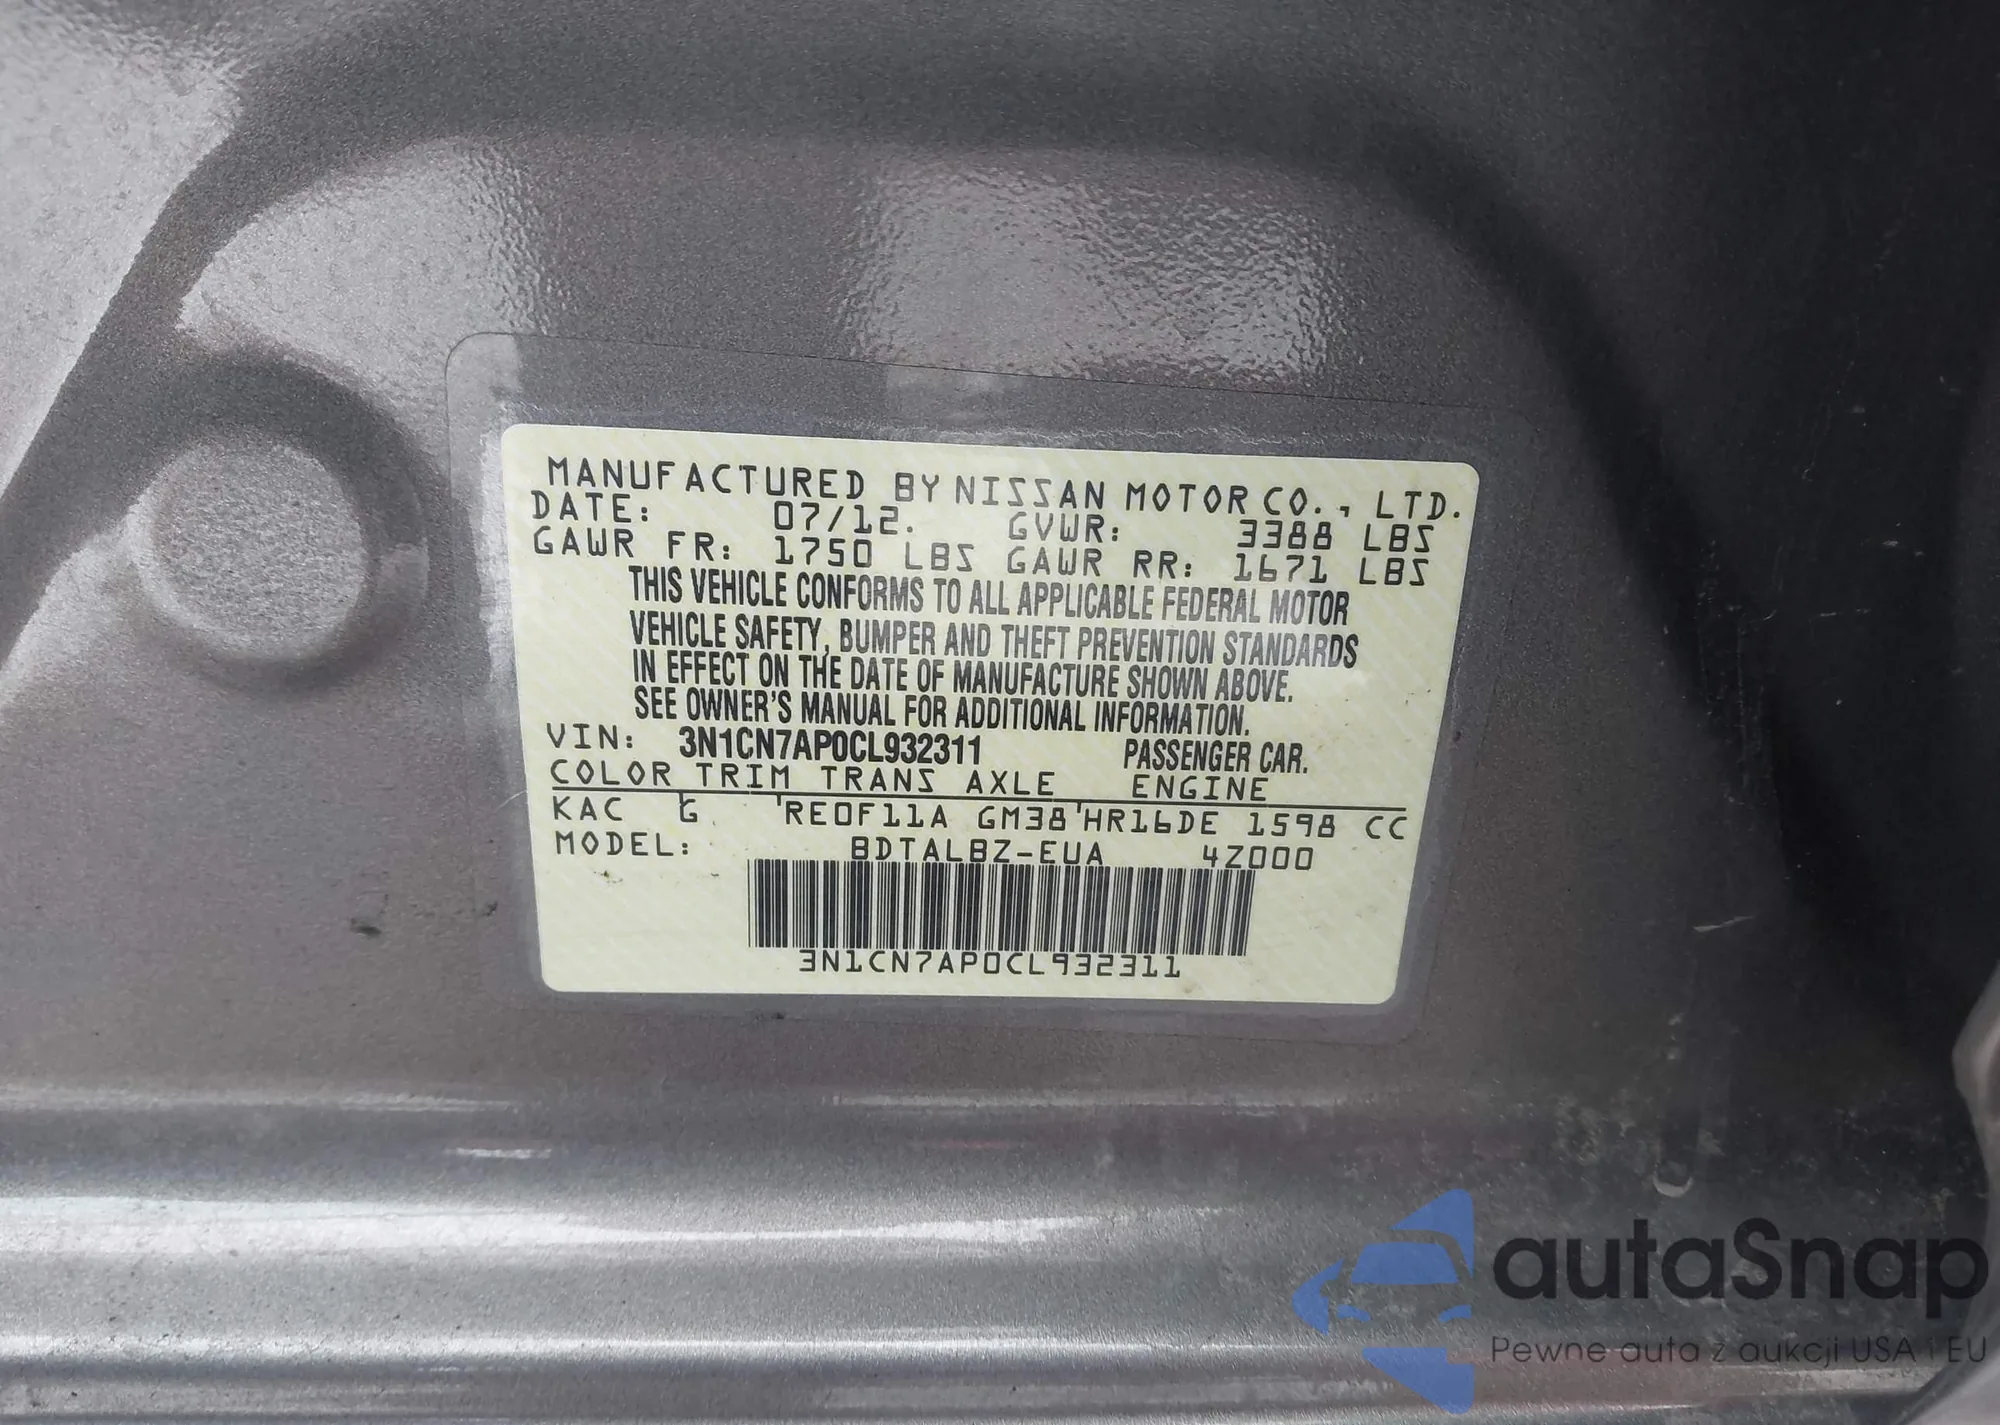 MANUFACTURED BY NISSAN MOTOR CO., LTD.
DATE: 07/12. GVWR: 3388 LBS
GAWR FR: 1750 LBS GAWR RR: 1671 LBS
THIS VEHICLE CONFORMS TO ALL APPLICABLE FEDERAL MOTOR
VEHICLE SAFETY, BUMPER AND THEFT PREVENTION STANDARDS
IN EFFECT ON THE DATE OF MANUFACTURE SHOWN ABOVE.
SEE OWNER'S MANUAL FOR ADDITIONAL INFORMATION.
VIN: 3N1CN7AP0CL932311 PASSENGER CAR.
COLOR TRIM TRANS AXLE ENGINE
KAC G RE0F11A GM38 HR16DE 1598 CC
MODEL: BDTALBZ-EUA 4Z000
3N1CN7AP0CL932311
autaSnap
Pewne auta z aukcji USA i EU